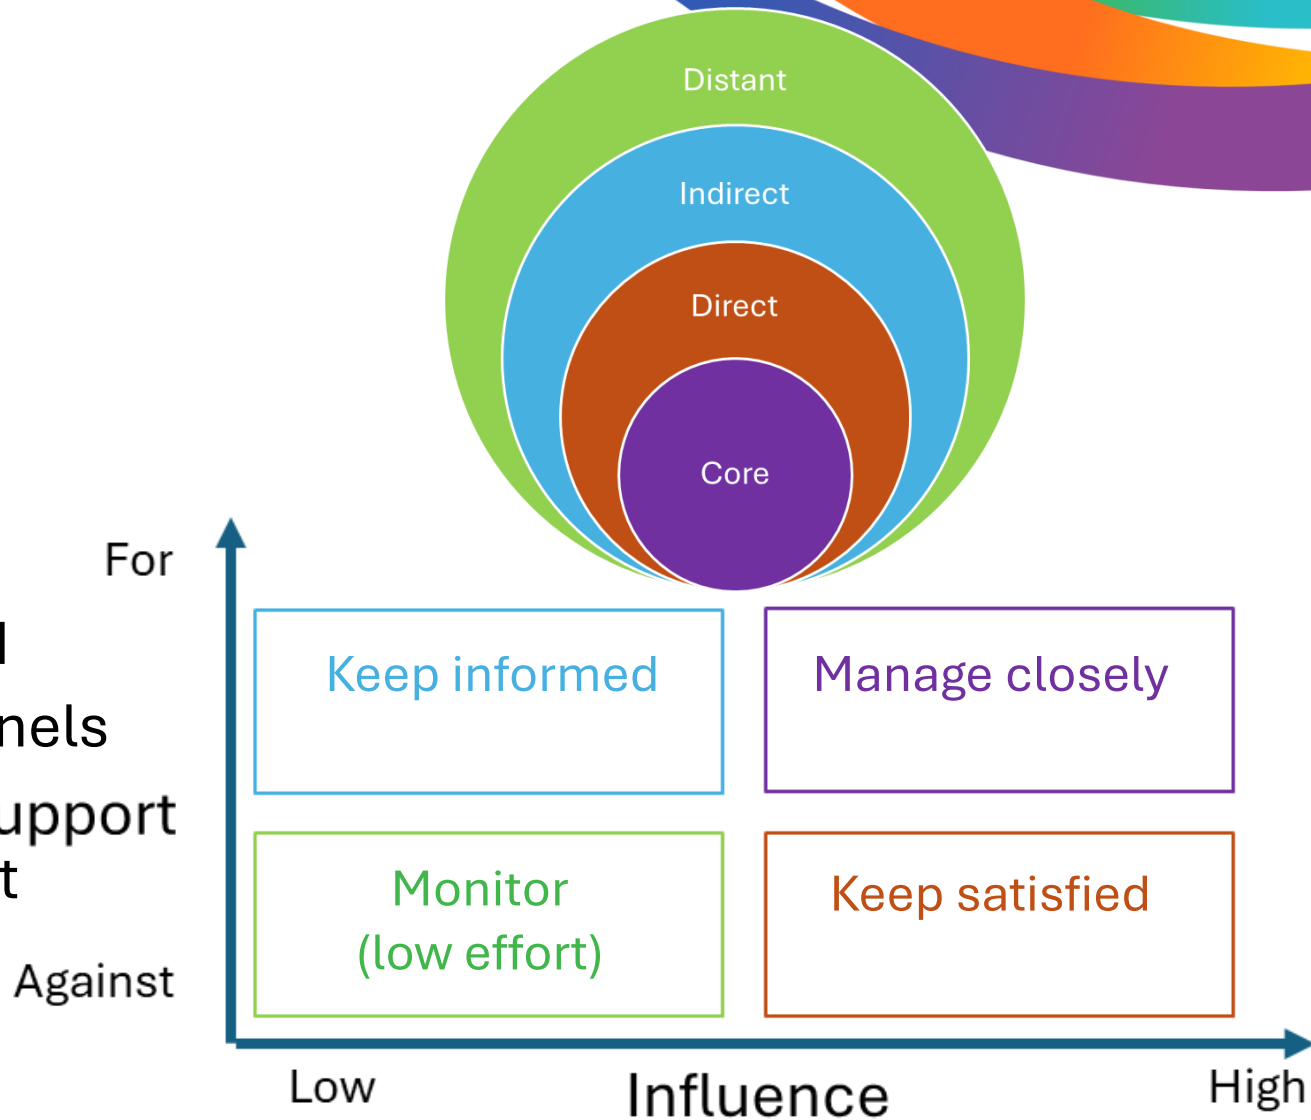 Distant
Indirect
Direct
Core
For
nels
upport
t
Against
Keep informed
Manage closely
Monitor
(low effort)
Keep satisfied
Low
Influence
High